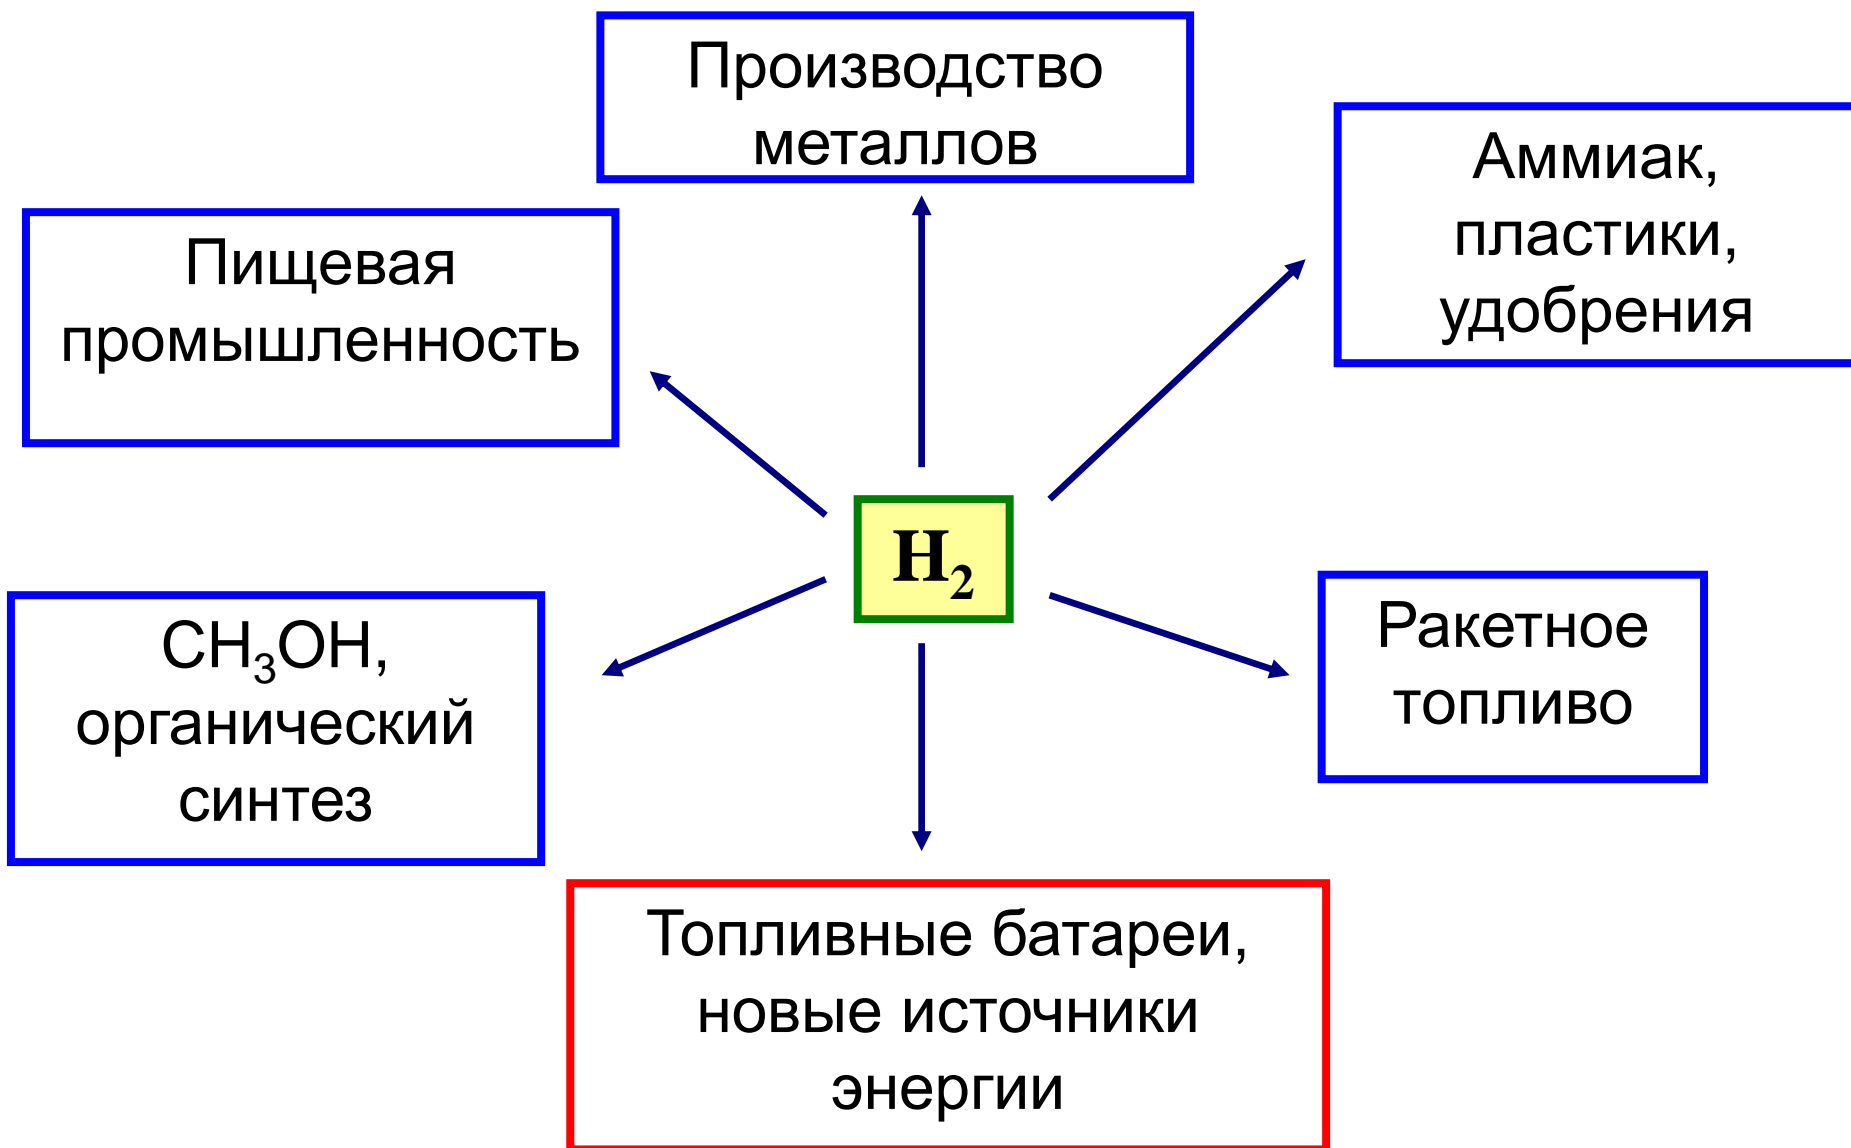 Производство
металлов
Аммиак,
пластики,
удобрения
Пищевая
промышленность
H₂
CH₃OH,
органический
синтез
Ракетное
топливо
Топливные батареи,
новые источники
энергии